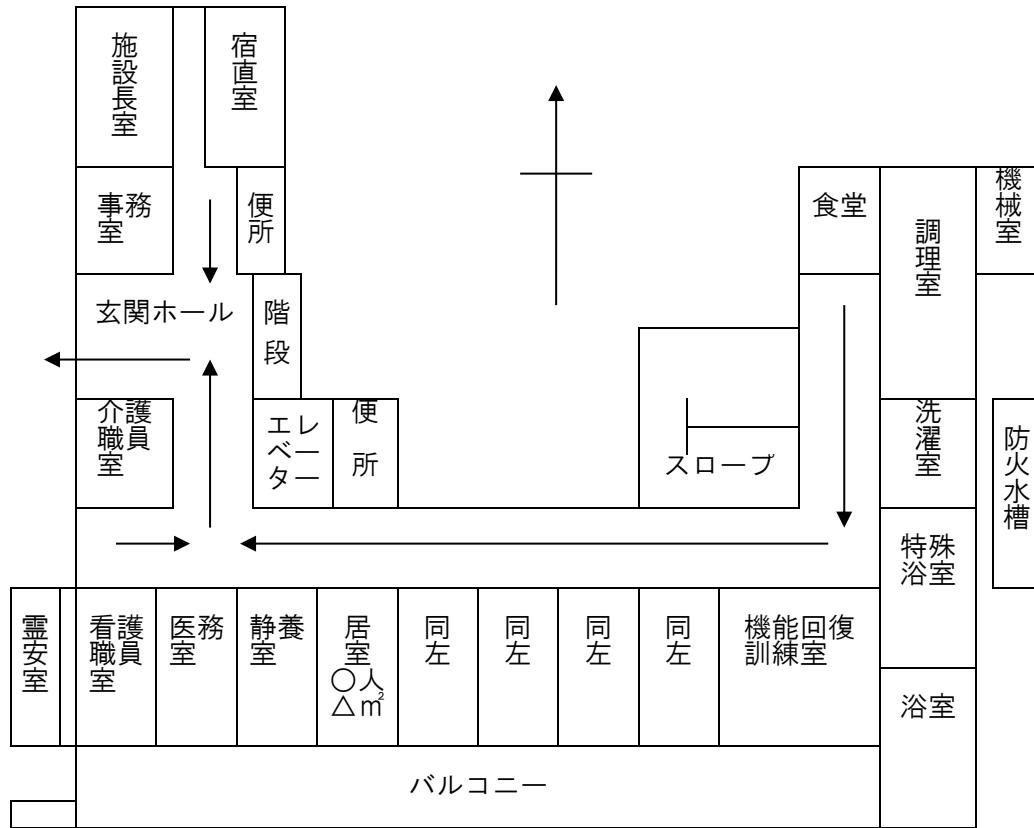 施設長室
宿直室
事務
室
便所
玄関ホール
階段
介護
職員
室
エレ
ベー
ター
便所
スロープ
食堂
調理室
機械室
洗濯室
防火水槽
特殊
浴室
浴室
霊安室
看護
職員
室
医務
室
静養
室
居室
○人
△㎡
同左
同左
同左
同左
機能回復
訓練室
バルコニー